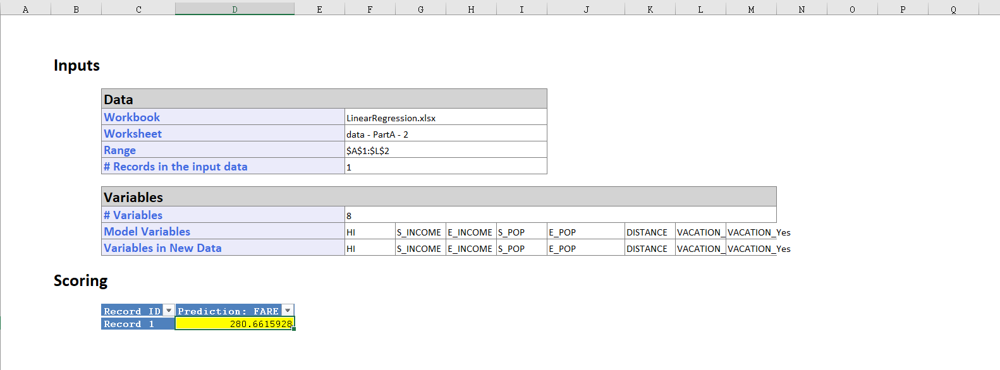 A B C D E F G H I J K L M N O P Q
Inputs
Data
Workbook LinearRegression.xlsx
Worksheet data - PartA - 2
Range $A$1:$L$2
# Records in the input data 1
Variables
# Variables 8
Model Variables HI S_INCOME E_INCOME S_POP E_POP DISTANCE VACATION_ VACATION_Yes
Variables in New Data HI S_INCOME E_INCOME S_POP E_POP DISTANCE VACATION_ VACATION_Yes
Scoring
Record ID Prediction: FARE
Record 1 280.6615928